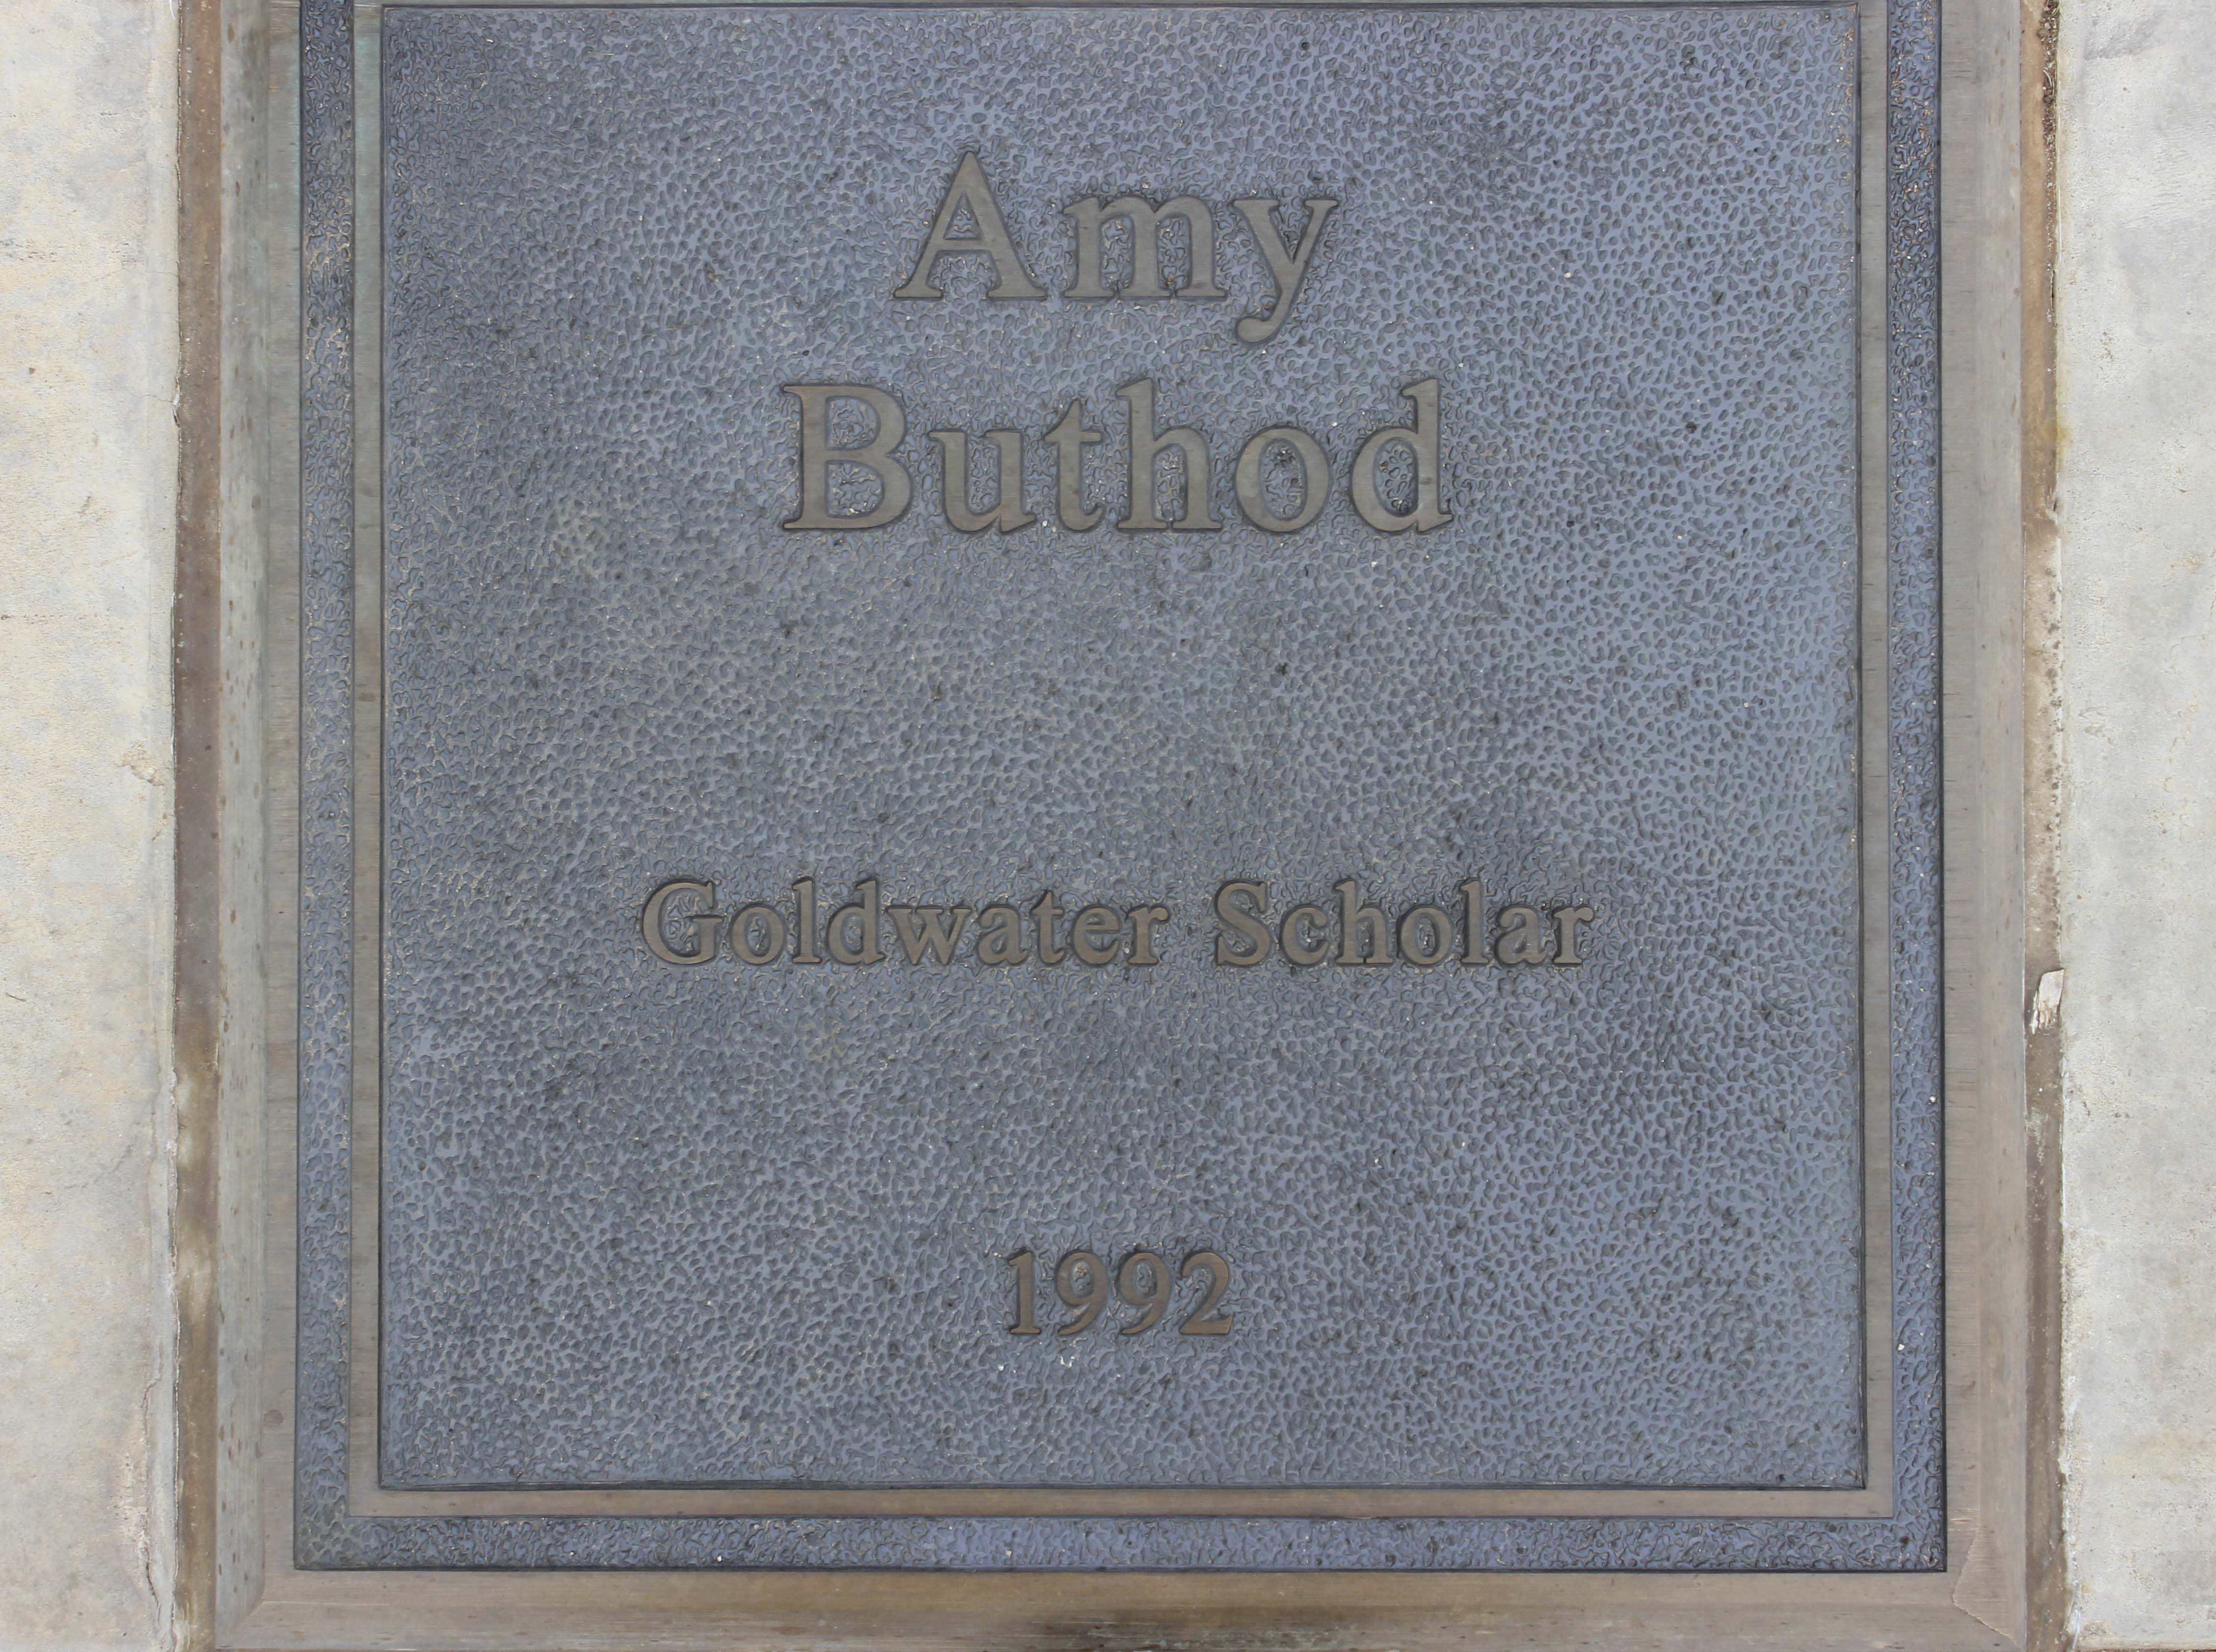 Amy
Buthod
Goldwater Scholar
1992